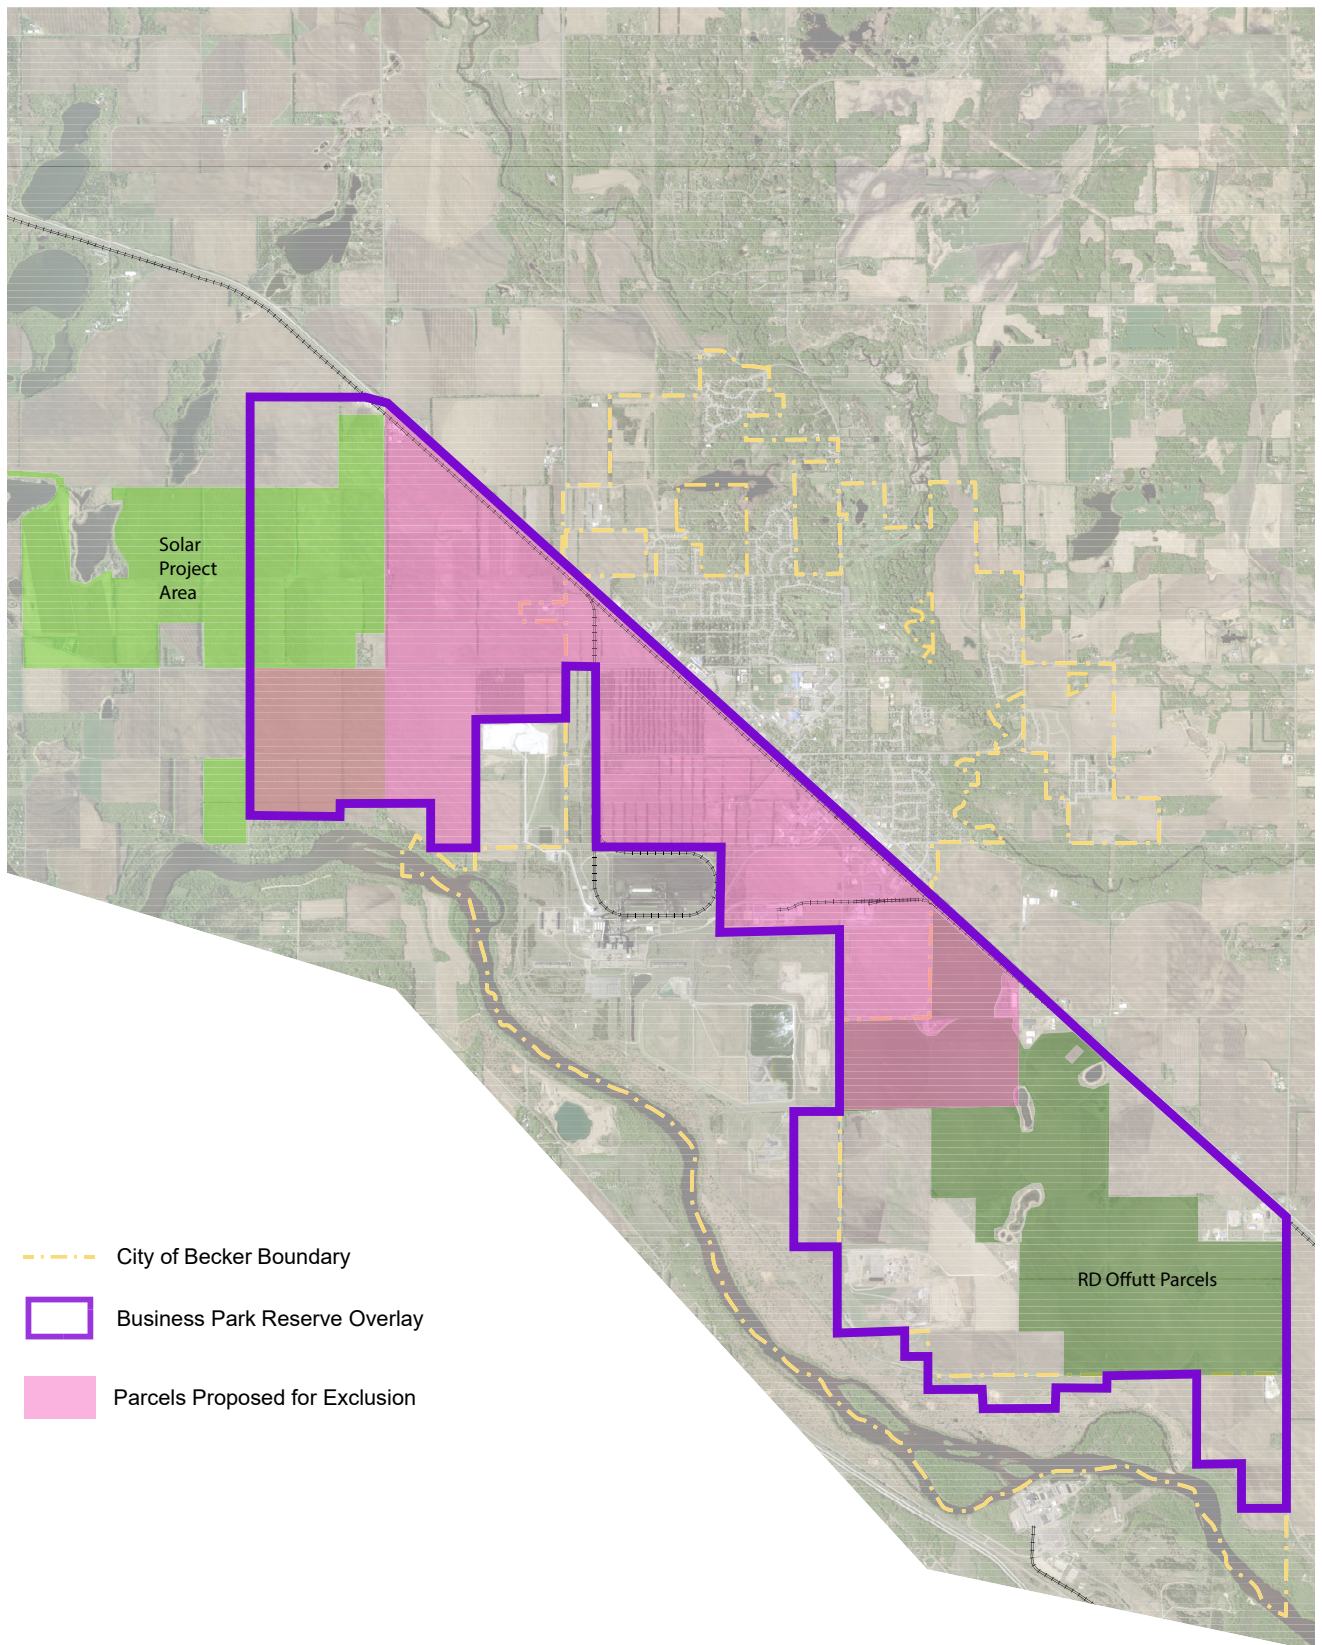 Solar
Project
Area
RD Offutt Parcels
City of Becker Boundary
Business Park Reserve Overlay
Parcels Proposed for Exclusion